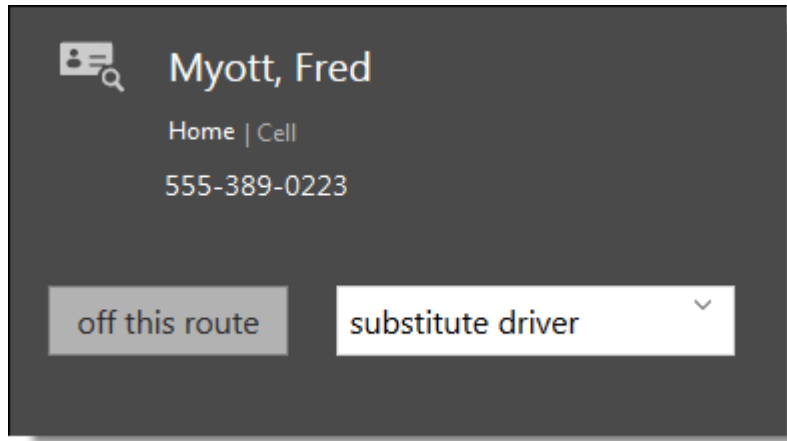 Myott, Fred
Home | Cell
555-389-0223
off this route
substitute driver